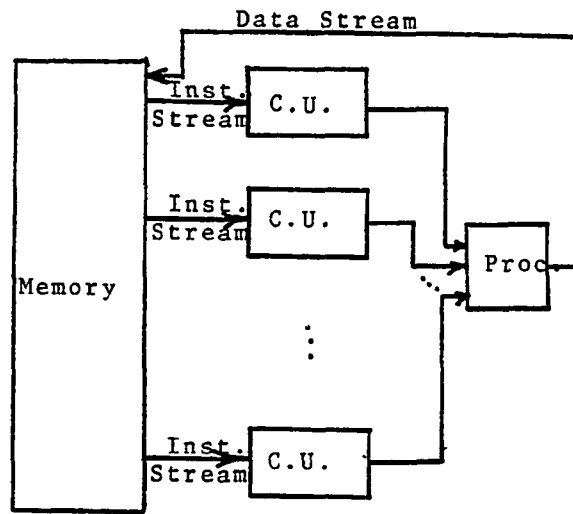 Data Stream
Inst.
Stream
C.U.
Inst.
Stream
C.U.
Proc.
Memory
Inst.
Stream
C.U.